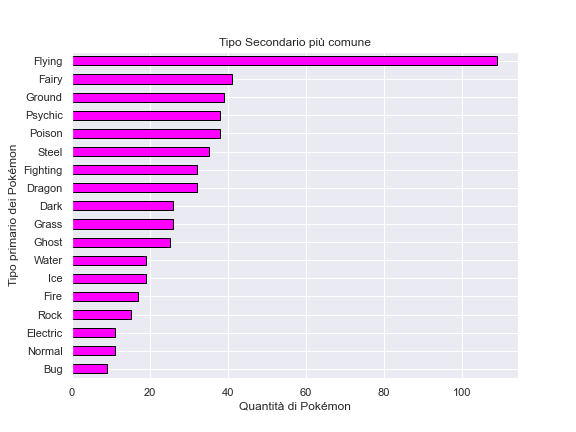 Tipo Secondario più comune
Tipo primario dei Pokémon
Flying
Fairy
Ground
Psychic
Poison
Steel
Fighting
Dragon
Dark
Grass
Ghost
Water
Ice
Fire
Rock
Electric
Normal
Bug
0 20 40 60 80 100
Quantità di Pokémon